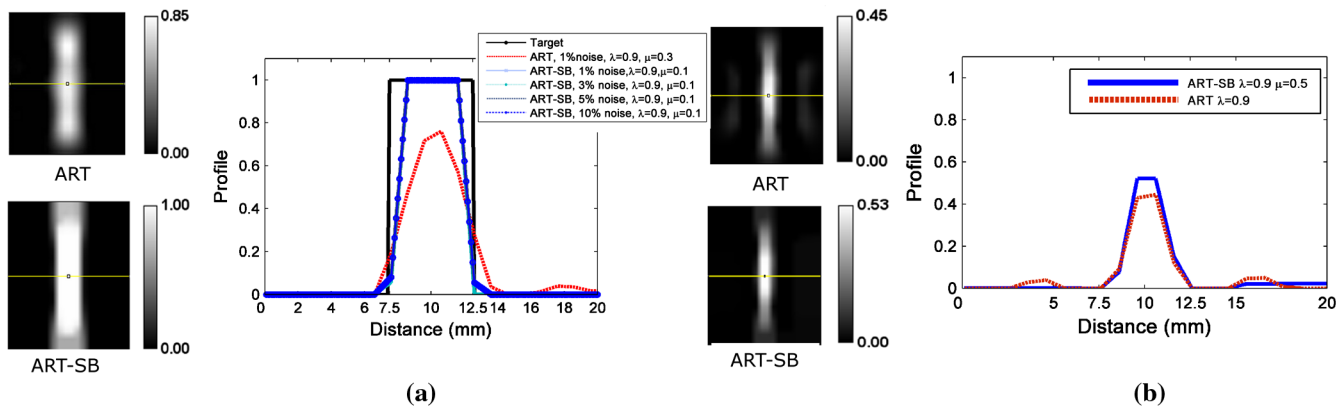 0.85
0.00
ART
1.00
0.00
ART-SB
Target
ART, 1%noise, λ=0.9, μ=0.3
ART-SB, 1% noise,λ=0.9,μ=0.1
ART-SB, 3% noise λ=0.9, μ=0.1
ART-SB, 5% noise, λ=0.9, μ=0.1
ART-SB, 10% noise, λ=0.9, μ=0.1
Profile
1
0.8
0.6
0.4
0.2
0
0 5 7.5 10 12.5 14 16 18 20
Distance (mm)
(a)
0.45
0.00
ART
0.53
0.00
ART-SB
ART-SB λ=0.9 μ=0.5
ART λ=0.9
Profile
1
0.8
0.6
0.4
0.2
0
0 5 7.5 10 12.5 15 20
Distance (mm)
(b)